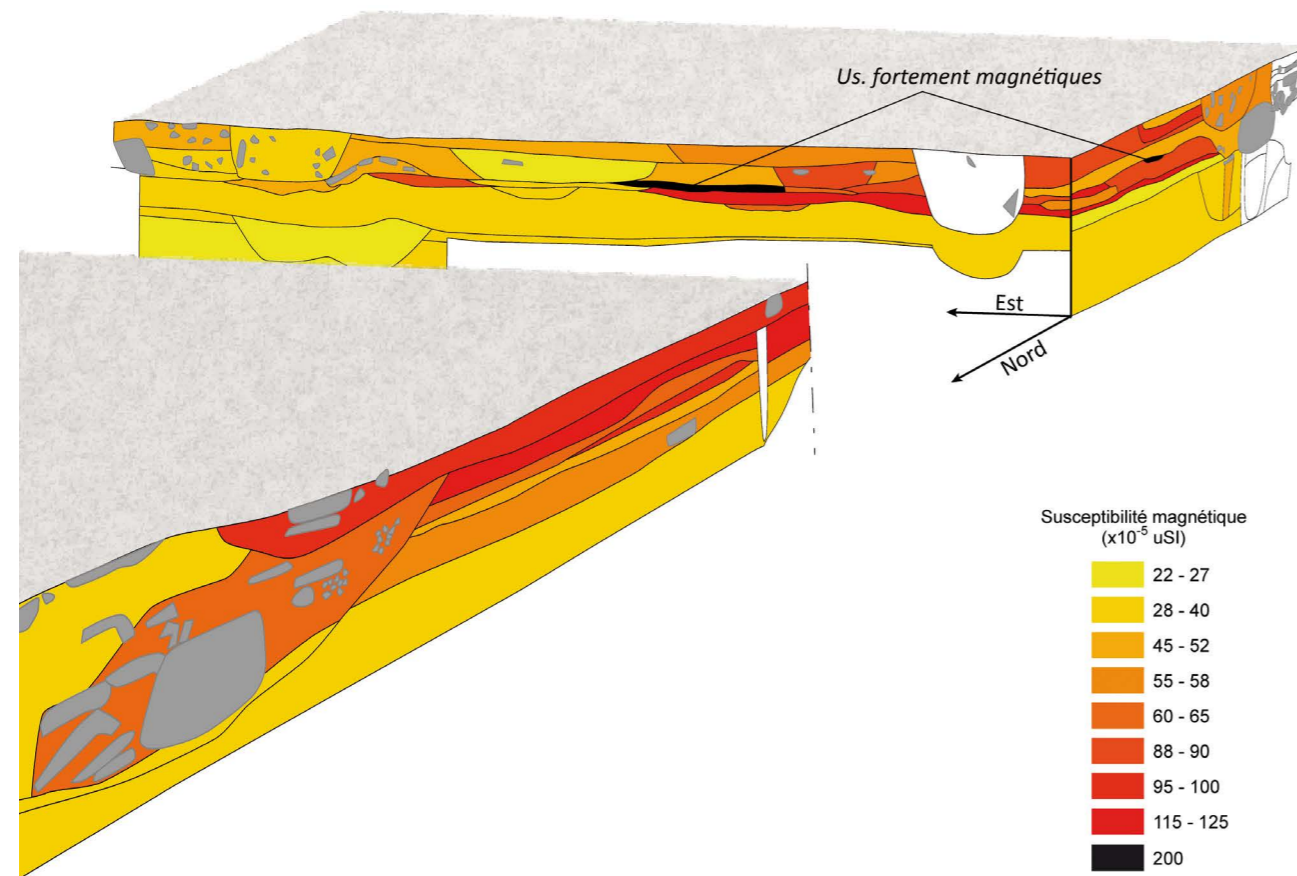 Us. fortement magnétiques
Est
Nord
Susceptibilité magnétique
(x10⁻⁵ uSI)
22 - 27
28 - 40
45 - 52
55 - 58
60 - 65
88 - 90
95 - 100
115 - 125
200